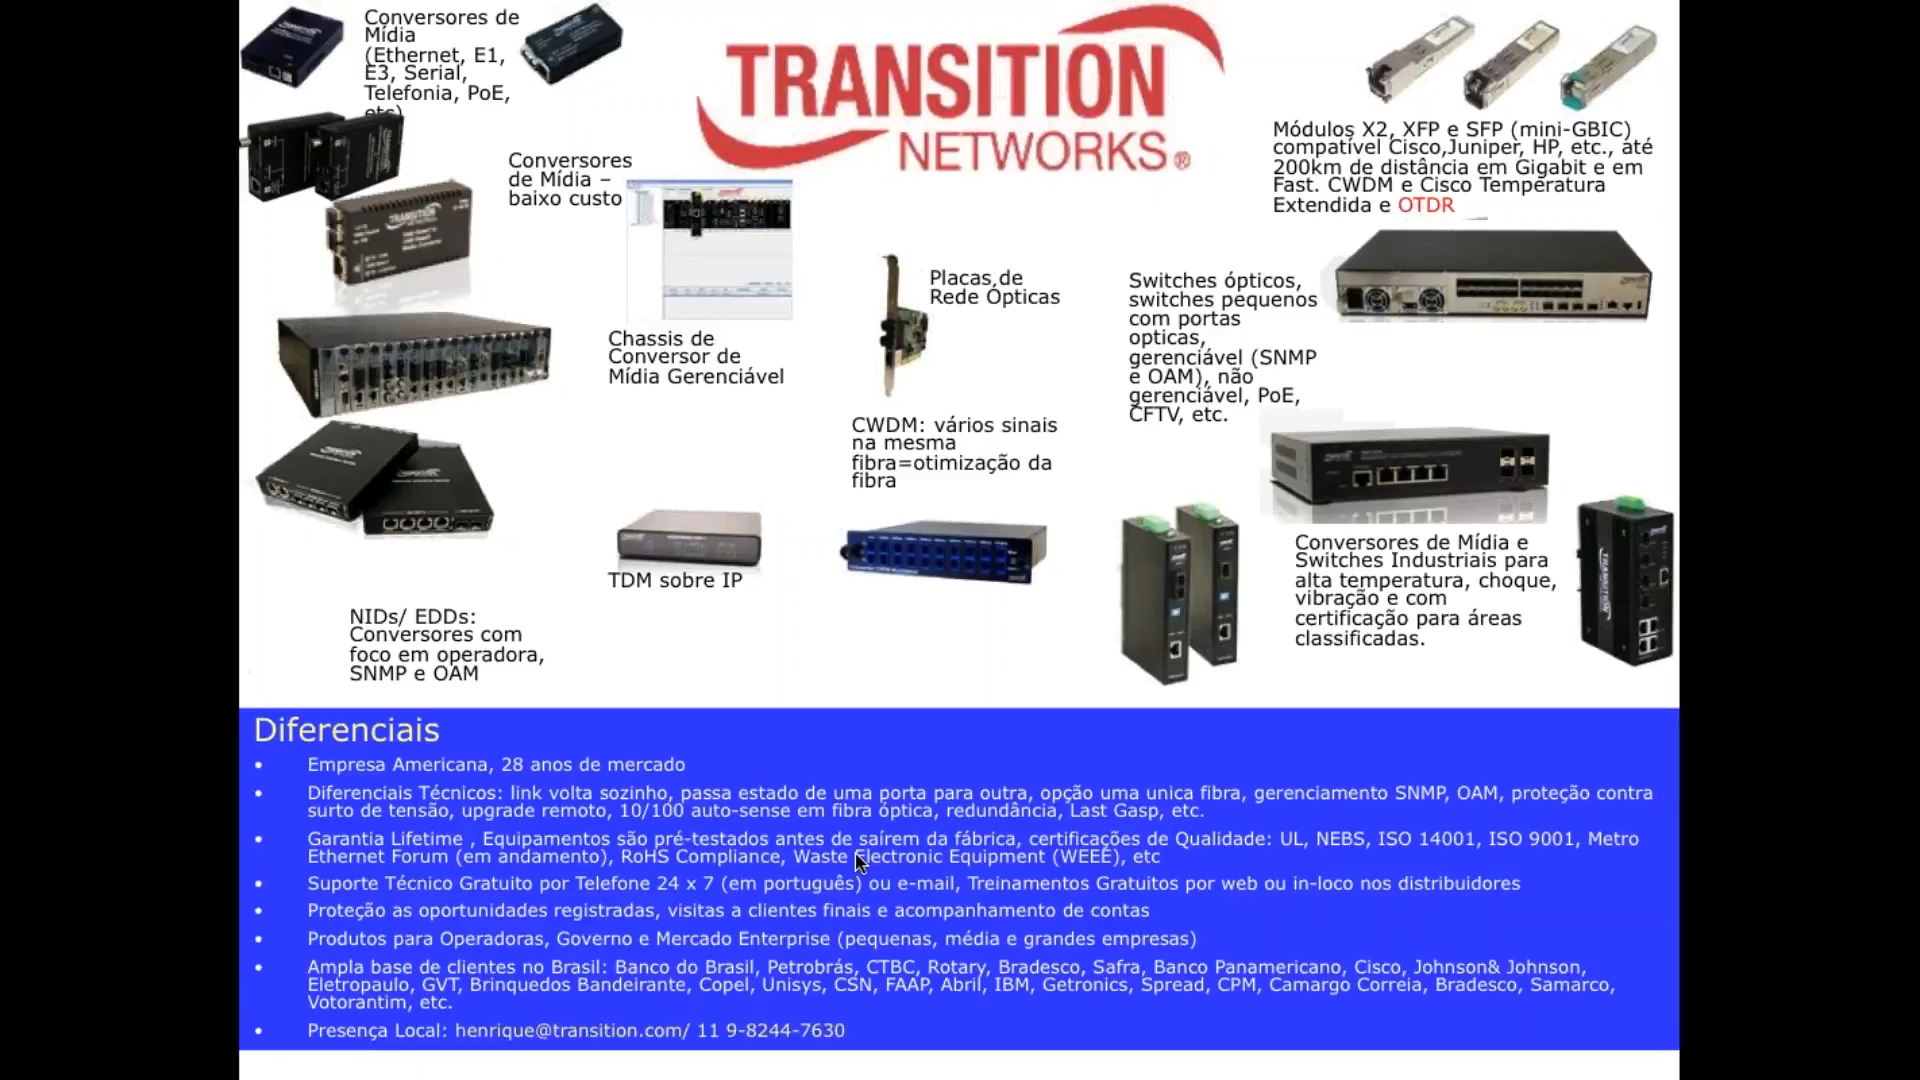 Conversores de
Mídia
(Ethernet, E1,
E3, Serial,
Telefonia, PoE,
etc)
TRANSITION
NETWORKS®
Módulos X2, XFP e SFP (mini-GBIC)
compatível Cisco,Juniper, HP, etc., até
200km de distância em Gigabit e em
Fast. CWDM e Cisco Temperatura
Extendida e OTDR
Conversores
de Mídia –
baixo custo
TRANSITION
Chassis de
Conversor de
Mídia Gerenciável
Placas de
Rede Ópticas
Switches ópticos,
switches pequenos
com portas
opticas,
gerenciável (SNMP
e OAM), não
gerenciável, PoE,
CFTV, etc.
CWDM: vários sinais
na mesma
fibra=otimização da
fibra
TDM sobre IP
NIDs/ EDDs:
Conversores com
foco em operadora,
SNMP e OAM
Conversores de Mídia e
Switches Industriais para
alta temperatura, choque,
vibração e com
certificação para áreas
classificadas.
TRANSITION
Diferenciais
• Empresa Americana, 28 anos de mercado
• Diferenciais Técnicos: link volta sozinho, passa estado de uma porta para outra, opção uma unica fibra, gerenciamento SNMP, OAM, proteção contra
surto de tensão, upgrade remoto, 10/100 auto-sense em fibra óptica, redundância, Last Gasp, etc.
• Garantia Lifetime , Equipamentos são pré-testados antes de saírem da fábrica, certificações de Qualidade: UL, NEBS, ISO 14001, ISO 9001, Metro
Ethernet Forum (em andamento), RoHS Compliance, Waste Electronic Equipment (WEEE), etc
• Suporte Técnico Gratuito por Telefone 24 x 7 (em português) ou e-mail, Treinamentos Gratuitos por web ou in-loco nos distribuidores
• Proteção as oportunidades registradas, visitas a clientes finais e acompanhamento de contas
• Produtos para Operadoras, Governo e Mercado Enterprise (pequenas, média e grandes empresas)
• Ampla base de clientes no Brasil: Banco do Brasil, Petrobrás, CTBC, Rotary, Bradesco, Safra, Banco Panamericano, Cisco, Johnson& Johnson,
Eletropaulo, GVT, Brinquedos Bandeirante, Copel, Unisys, CSN, FAAP, Abril, IBM, Getronics, Spread, CPM, Camargo Correia, Bradesco, Samarco,
Votorantim, etc.
• Presença Local: henrique@transition.com/ 11 9-8244-7630